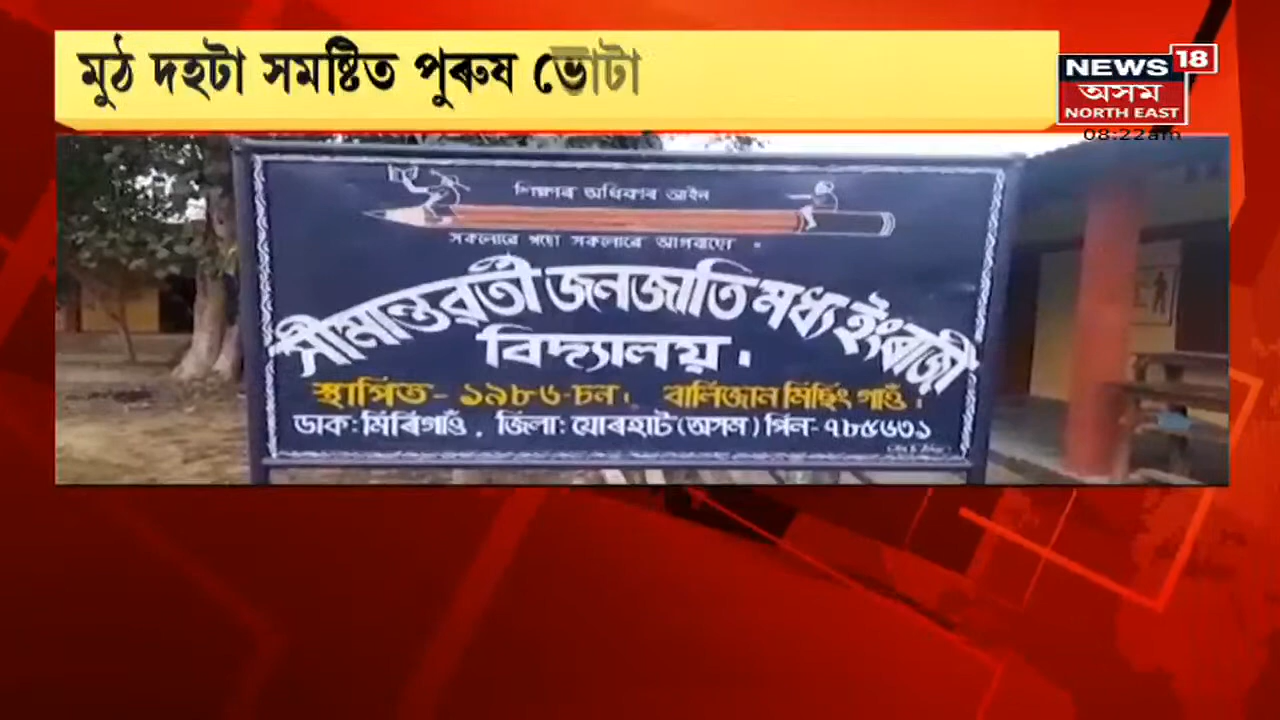 মুঠ দহটা সমষ্টিত পুৰুষ ভোটা
NEWS 18
অসম
NORTH EAST
08:22am
শিক্ষাৰ অধিকাৰ আইন
সকলোৱে পঢ়ো সকলোৱে আগবাঢ়ো ।
সীমান্তৱৰ্তী জনজাতি মধ্য ইংৰাজী
বিদ্যালয়।
স্থাপিত- ১৯৮৬-চন। বালিজান মিছিং গাওঁ।
ডাক: মিৰিগাওঁ, জিলা: যোৰহাট (অসম) পিন- ৭৮৫৬৩১